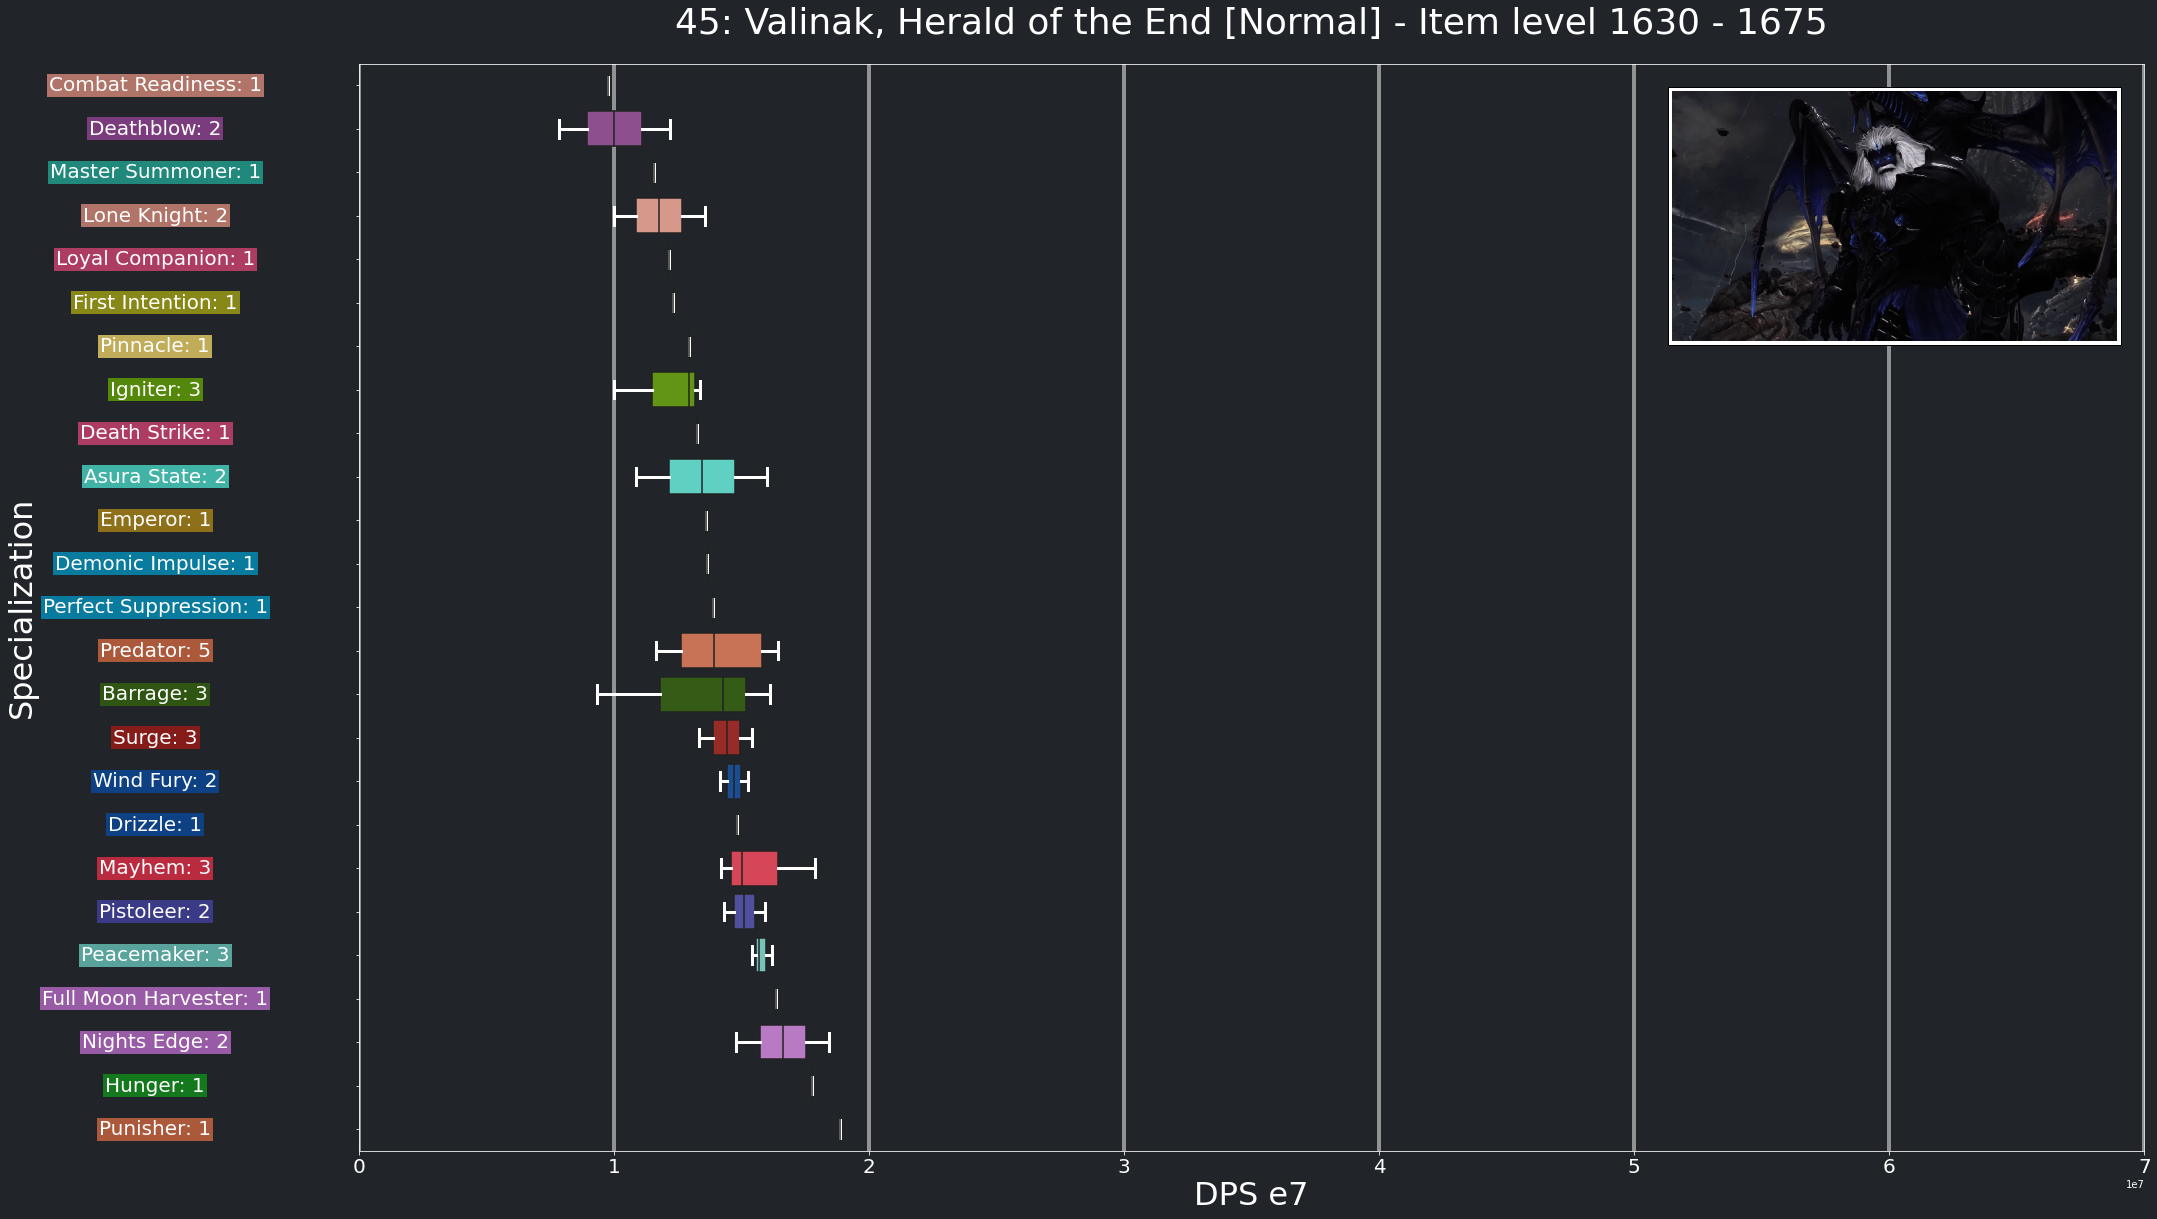 45: Valinak, Herald of the End [Normal] - Item level 1630 - 1675
Specialization
Combat Readiness: 1
Deathblow: 2
Master Summoner: 1
Lone Knight: 2
Loyal Companion: 1
First Intention: 1
Pinnacle: 1
Igniter: 3
Death Strike: 1
Asura State: 2
Emperor: 1
Demonic Impulse: 1
Perfect Suppression: 1
Predator: 5
Barrage: 3
Surge: 3
Wind Fury: 2
Drizzle: 1
Mayhem: 3
Pistoleer: 2
Peacemaker: 3
Full Moon Harvester: 1
Nights Edge: 2
Hunger: 1
Punisher: 1
0 1 2 3 4 5 6 7
1e7
DPS e7